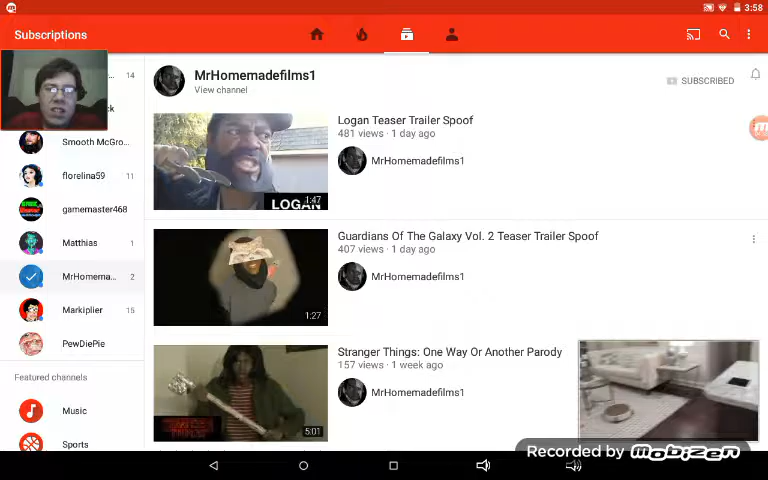 3:58
Subscriptions
MrHomemadefilms1
View channel
SUBSCRIBED
14
ck
Smooth McGro...
florelina59 11
gamemaster468
Matthias 1
MrHomema... 2
Markiplier 15
PewDiePie
Featured channels
Music
Sports
Logan Teaser Trailer Spoof
481 views · 1 day ago
MrHomemadefilms1
1:47
LOGAN
Guardians Of The Galaxy Vol. 2 Teaser Trailer Spoof
407 views · 1 day ago
MrHomemadefilms1
1:27
Stranger Things: One Way Or Another Parody
157 views · 1 week ago
MrHomemadefilms1
5:01
Recorded by mobizen